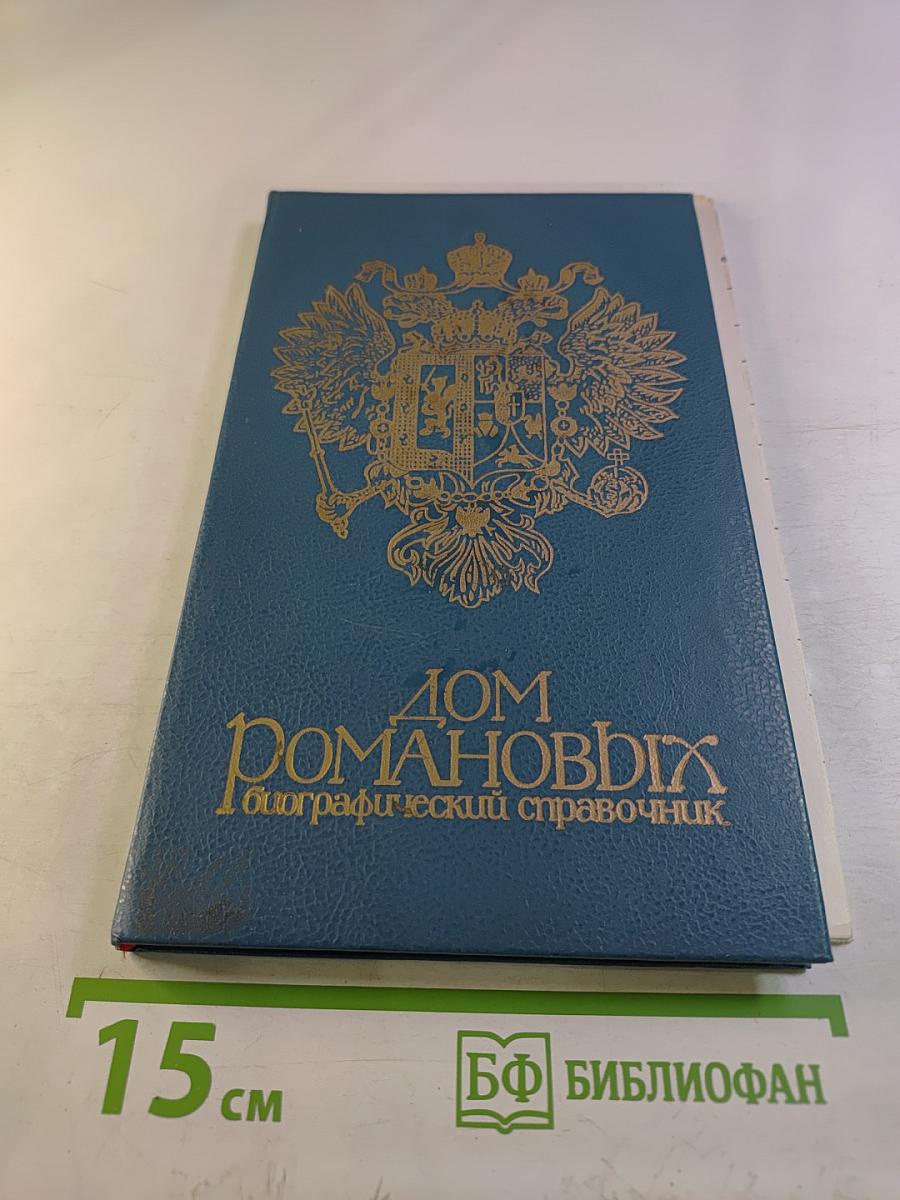 ДОМ
РОМАНОВЫХ
биографический справочник
15 см
БФ БИБЛИОФАН